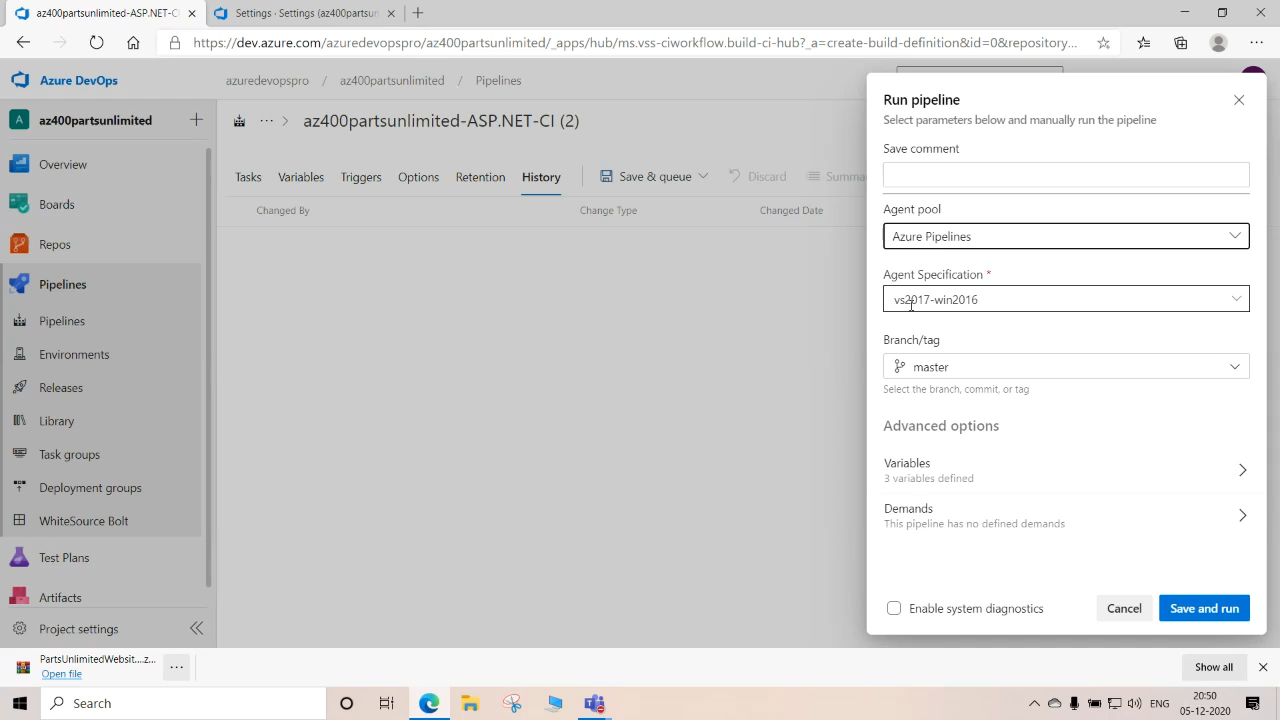 az400partsunlimited-ASP.NET-CI (
Settings · Settings (az400partsun
https://dev.azure.com/azuredevopspro/az400partsunlimited/_apps/hub/ms.vss-ciworkflow.build-ci-hub?_a=create-build-definition&id=0&repository...
Azure DevOps
azuredevopspro / az400partsunlimited / Pipelines
A az400partsunlimited
Overview
Boards
Repos
Pipelines
Pipelines
Environments
Releases
Library
Task groups
Deployment groups
WhiteSource Bolt
Test Plans
Artifacts
Project settings
... > az400partsunlimited-ASP.NET-CI (2)
Tasks Variables Triggers Options Retention History Save & queue Discard Summa
Changed By Change Type Changed Date
Run pipeline
Select parameters below and manually run the pipeline
Save comment
Agent pool
Azure Pipelines
Agent Specification *
vs2017-win2016
Branch/tag
master
Select the branch, commit, or tag
Advanced options
Variables
3 variables defined
Demands
This pipeline has no defined demands
Enable system diagnostics Cancel Save and run
PartsUnlimitedWebsit....z...
Open file
Show all
Search
ENG
20:50
05-12-2020